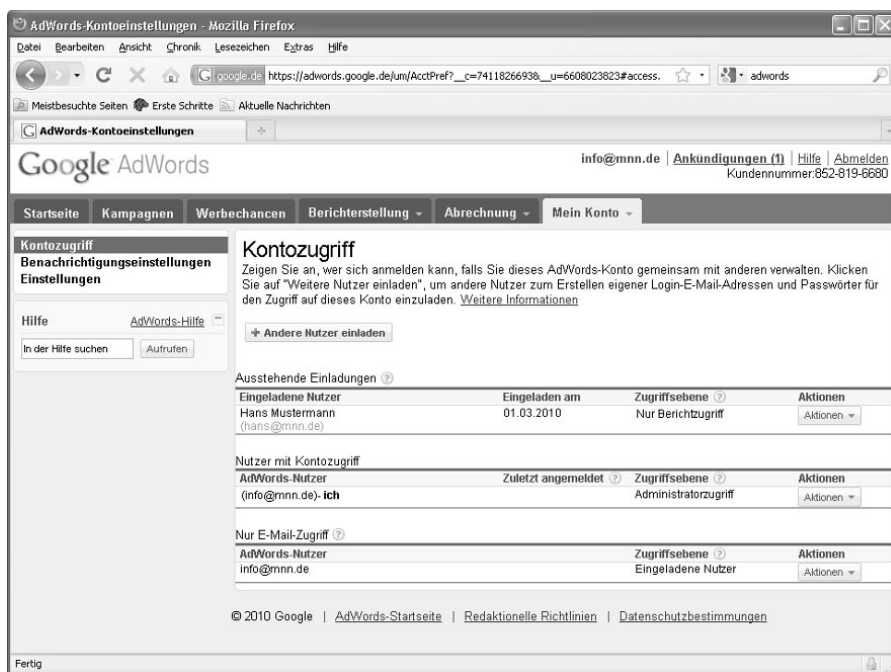 AdWords-Kontoeinstellungen - Mozilla Firefox
Datei Bearbeiten Ansicht Chronik Lesezeichen Extras Hilfe
google.de https://adwords.google.de/um/AcctPref?__c=7411826693&__u=6608023823#access. adwords
Meistbesuchte Seiten Erste Schritte Aktuelle Nachrichten
AdWords-Kontoeinstellungen
Google AdWords
info@mnn.de | Ankündigungen (1) | Hilfe | Abmelden
Kundennummer:852-819-6680
Startseite Kampagnen Werbechancen Berichterstellung Abrechnung Mein Konto
Kontozugriff
Benachrichtigungseinstellungen
Einstellungen
Hilfe AdWords-Hilfe
In der Hilfe suchen Aufrufen
Kontozugriff
Zeigen Sie an, wer sich anmelden kann, falls Sie dieses AdWords-Konto gemeinsam mit anderen verwalten. Klicken
Sie auf "Weitere Nutzer einladen", um andere Nutzer zum Erstellen eigener Login-E-Mail-Adressen und Passwörter für
den Zugriff auf dieses Konto einzuladen. Weitere Informationen
+ Andere Nutzer einladen
Ausstehende Einladungen ?
Eingeladene Nutzer Eingeladen am Zugriffsebene ? Aktionen
Hans Mustermann 01.03.2010 Nur Berichtzugriff Aktionen
(hans@mnn.de)
Nutzer mit Kontozugriff
AdWords-Nutzer Zuletzt angemeldet ? Zugriffsebene ? Aktionen
(info@mnn.de)- ich Administratorzugriff Aktionen
Nur E-Mail-Zugriff ?
AdWords-Nutzer Zugriffsebene ? Aktionen
info@mnn.de Eingeladene Nutzer Aktionen
© 2010 Google | AdWords-Startseite | Redaktionelle Richtlinien | Datenschutzbestimmungen
Fertig